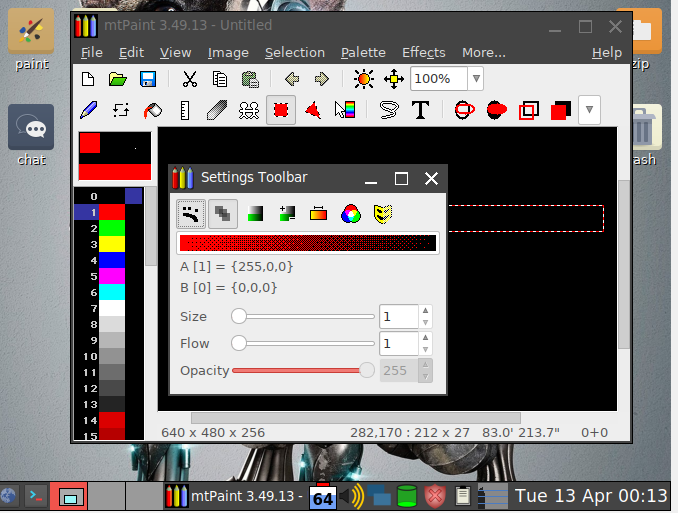 mtPaint 3.49.13 - Untitled
File Edit View Image Selection Palette Effects More... Help
paint
zip
100%
T
chat
ash
Settings Toolbar
0
1
2
3
4
5
6
7
8
9
10
11
12
13
14
15
A [1] = {255,0,0}
B [0] = {0,0,0}
Size 1
Flow 1
Opacity 255
640 x 480 x 256 282,170 : 212 x 27 83.0' 213.7" 0+0
mtPaint 3.49.13 - 64 Tue 13 Apr 00:13